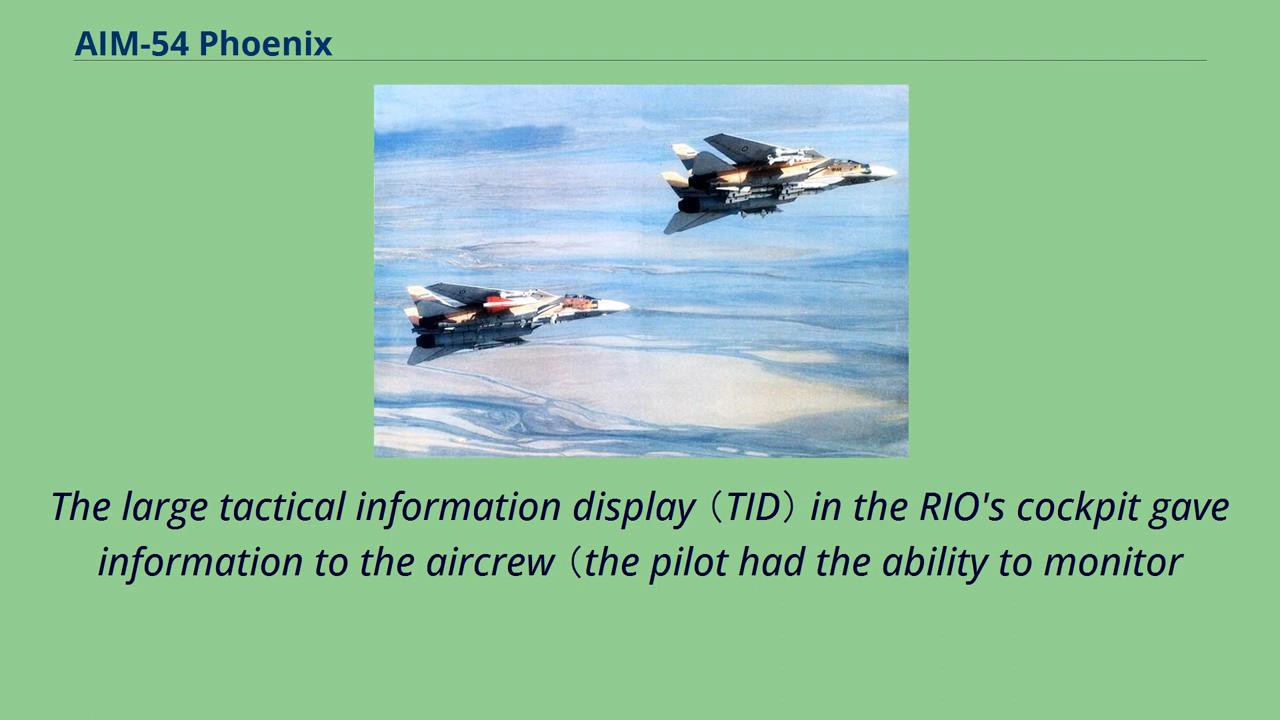 AIM-54 Phoenix
The large tactical information display（TID）in the RIO's cockpit gave
information to the aircrew（the pilot had the ability to monitor